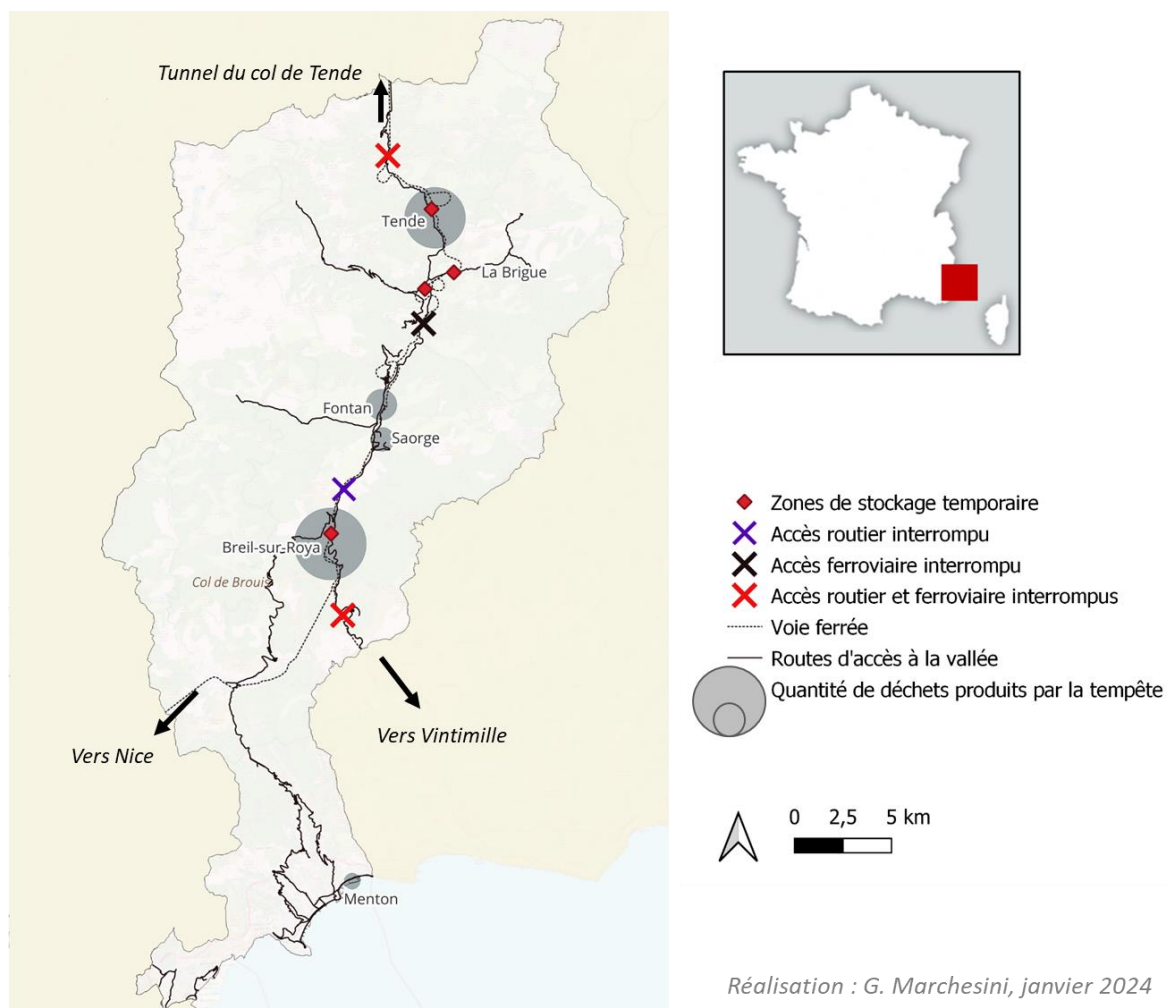 Tunnel du col de Tende
Tende
La Brigue
Fontan
Saorge
Breil-sur-Roya
Col de Brouis
Vers Nice
Vers Vintimille
Menton
Zones de stockage temporaire
Accès routier interrompu
Accès ferroviaire interrompu
Accès routier et ferroviaire interrompus
Voie ferrée
Routes d'accès à la vallée
Quantité de déchets produits par la tempête
0 2,5 5 km
Réalisation : G. Marchesini, janvier 2024